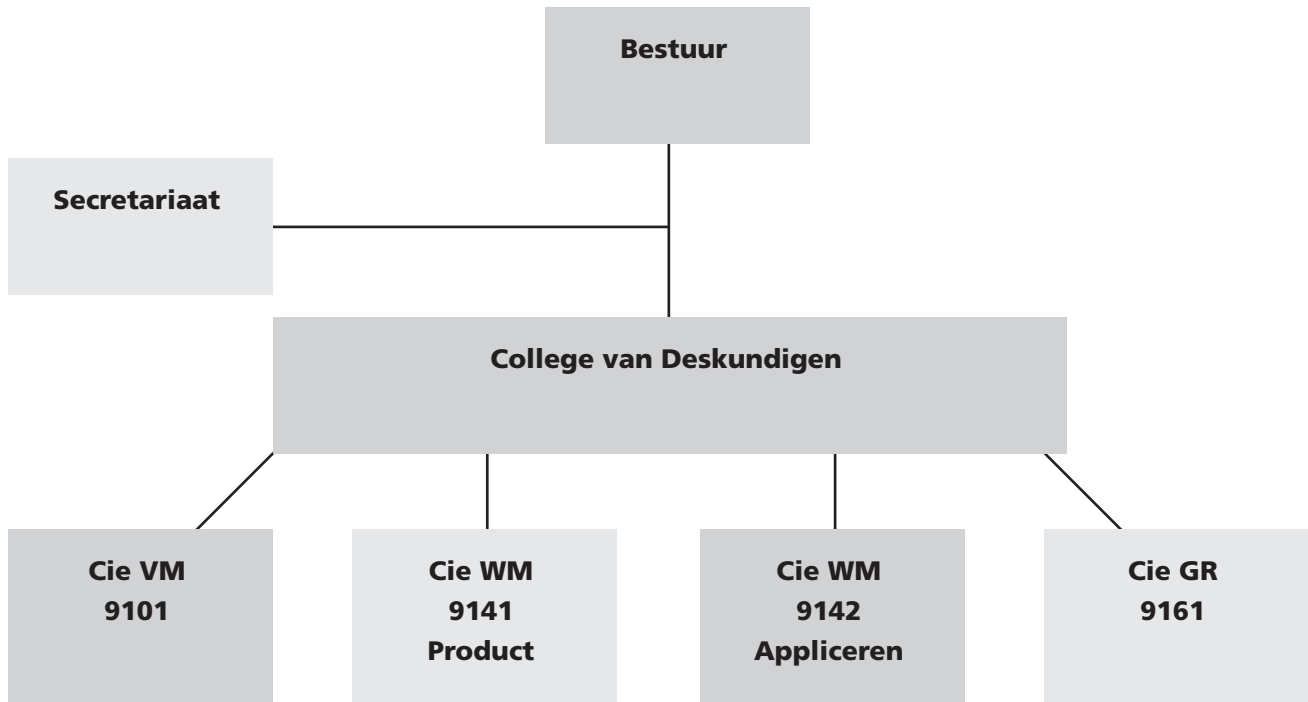 Bestuur
Secretariaat
College van Deskundigen
Cie VM
9101
Cie WM
9141
Product
Cie WM
9142
Appliceren
Cie GR
9161